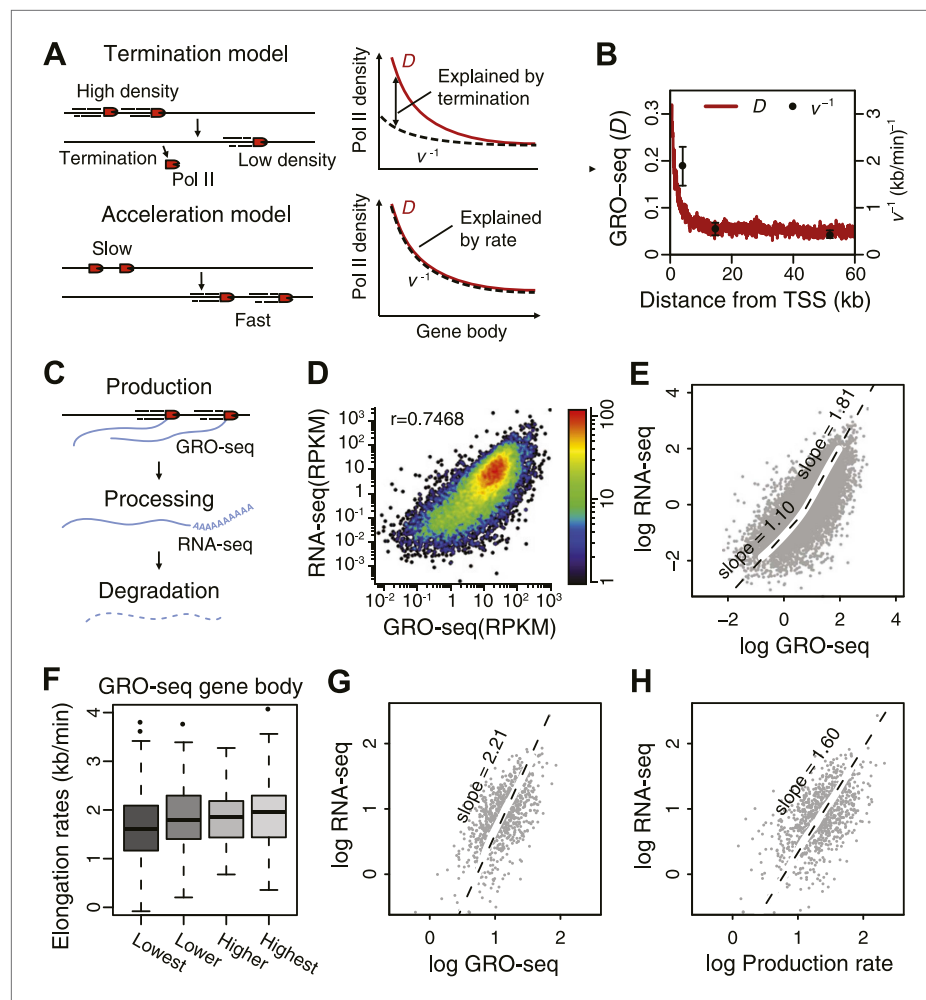 A
Termination model
High density
Termination
Pol II
Low density
Acceleration model
Slow
Fast
Pol II density
D
Explained by
termination
v⁻¹
Pol II density
D
Explained
by rate
v⁻¹
Gene body
B
D
v⁻¹
GRO–seq (D)
0.3
0.2
0.1
0
3
2
1
0
v⁻¹ (kb/min)⁻¹
0 20 40 60
Distance from TSS (kb)
C
Production
GRO-seq
Processing
AAAAAAAAAA
RNA-seq
Degradation
D
r=0.7468
RNA-seq(RPKM)
10³
10²
10
1
10⁻¹
10⁻²
10⁻³
10⁻² 10⁻¹ 1 10 10² 10³
GRO-seq(RPKM)
100
10
1
E
log RNA-seq
4
2
0
−2
slope = 1.81
slope = 1.10
−2 0 2 4
log GRO-seq
F
GRO-seq gene body
Elongation rates (kb/min)
4
3
2
1
0
Lowest
Lower
Higher
Highest
G
log RNA-seq
2
1
0
slope = 2.21
0 1 2
log GRO-seq
H
log RNA-seq
2
1
0
slope = 1.60
0 1 2
log Production rate